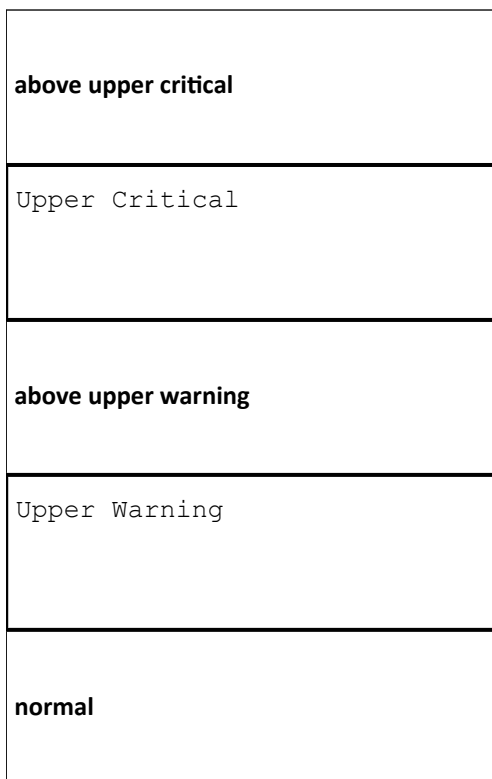 above upper critical
Upper Critical
above upper warning
Upper Warning
normal